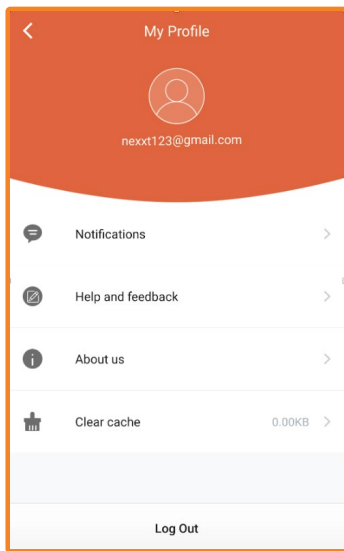 My Profile
nexxt123@gmail.com
Notifications
Help and feedback
About us
Clear cache 0.00KB
Log Out